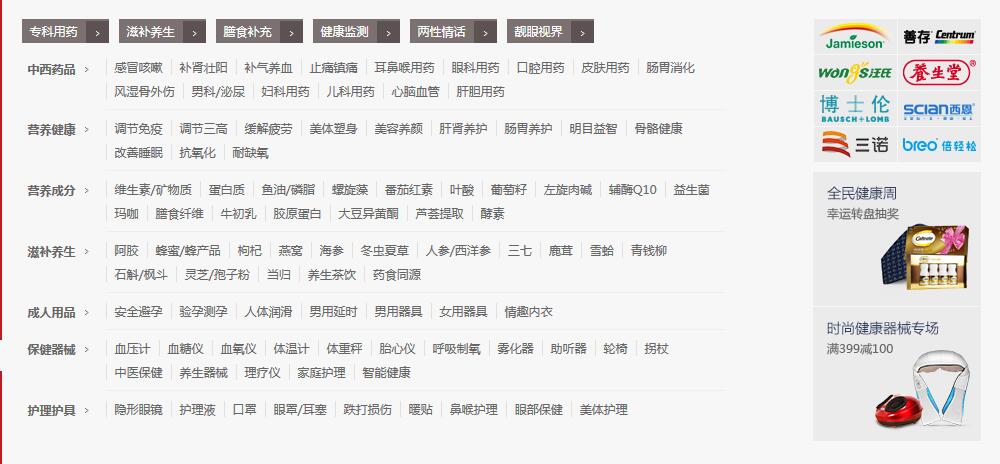 专科用药 > 滋补养生 > 膳食补充 > 健康监测 > 两性情话 > 靓眼视界 >
中西药品 > 感冒咳嗽 补肾壮阳 补气养血 止痛镇痛 耳鼻喉用药 眼科用药 口腔用药 皮肤用药 肠胃消化
风湿骨外伤 男科/泌尿 妇科用药 儿科用药 心脑血管 肝胆用药
营养健康 > 调节免疫 调节三高 缓解疲劳 美体塑身 美容养颜 肝肾养护 肠胃养护 明目益智 骨骼健康
改善睡眠 抗氧化 耐缺氧
营养成分 > 维生素/矿物质 蛋白质 鱼油/磷脂 螺旋藻 番茄红素 叶酸 葡萄籽 左旋肉碱 辅酶Q10 益生菌
玛咖 膳食纤维 牛初乳 胶原蛋白 大豆异黄酮 芦荟提取 酵素
滋补养生 > 阿胶 蜂蜜/蜂产品 枸杞 燕窝 海参 冬虫夏草 人参/西洋参 三七 鹿茸 雪蛤 青钱柳
石斛/枫斗 灵芝/孢子粉 当归 养生茶饮 药食同源
成人用品 > 安全避孕 验孕测孕 人体润滑 男用延时 男用器具 女用器具 情趣内衣
保健器械 > 血压计 血糖仪 血氧仪 体温计 体重秤 胎心仪 呼吸制氧 雾化器 助听器 轮椅 拐杖
中医保健 养生器械 理疗仪 家庭护理 智能健康
护理护具 > 隐形眼镜 护理液 口罩 眼罩/耳塞 跌打损伤 暖贴 鼻喉护理 眼部保健 美体护理
Jamieson 善存 Centrum
wong's汪氏 養生堂®
博士伦 BAUSCH+LOMB scian西恩
三诺 breo倍轻松
全民健康周
幸运转盘抽奖
Caltrate
时尚健康器械专场
满399减100